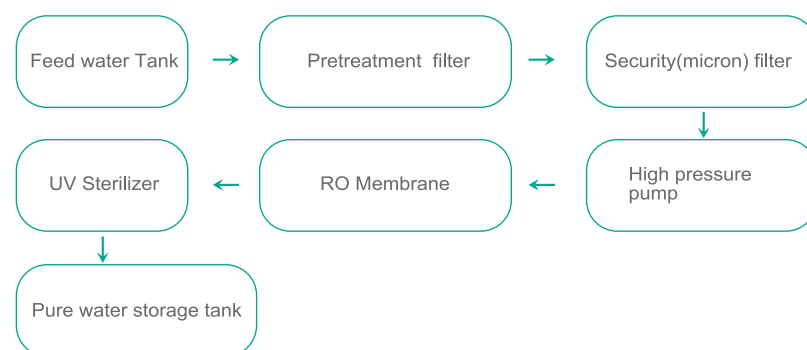 Feed water Tank
Pretreatment filter
Security(micron) filter
High pressure
pump
RO Membrane
UV Sterilizer
Pure water storage tank